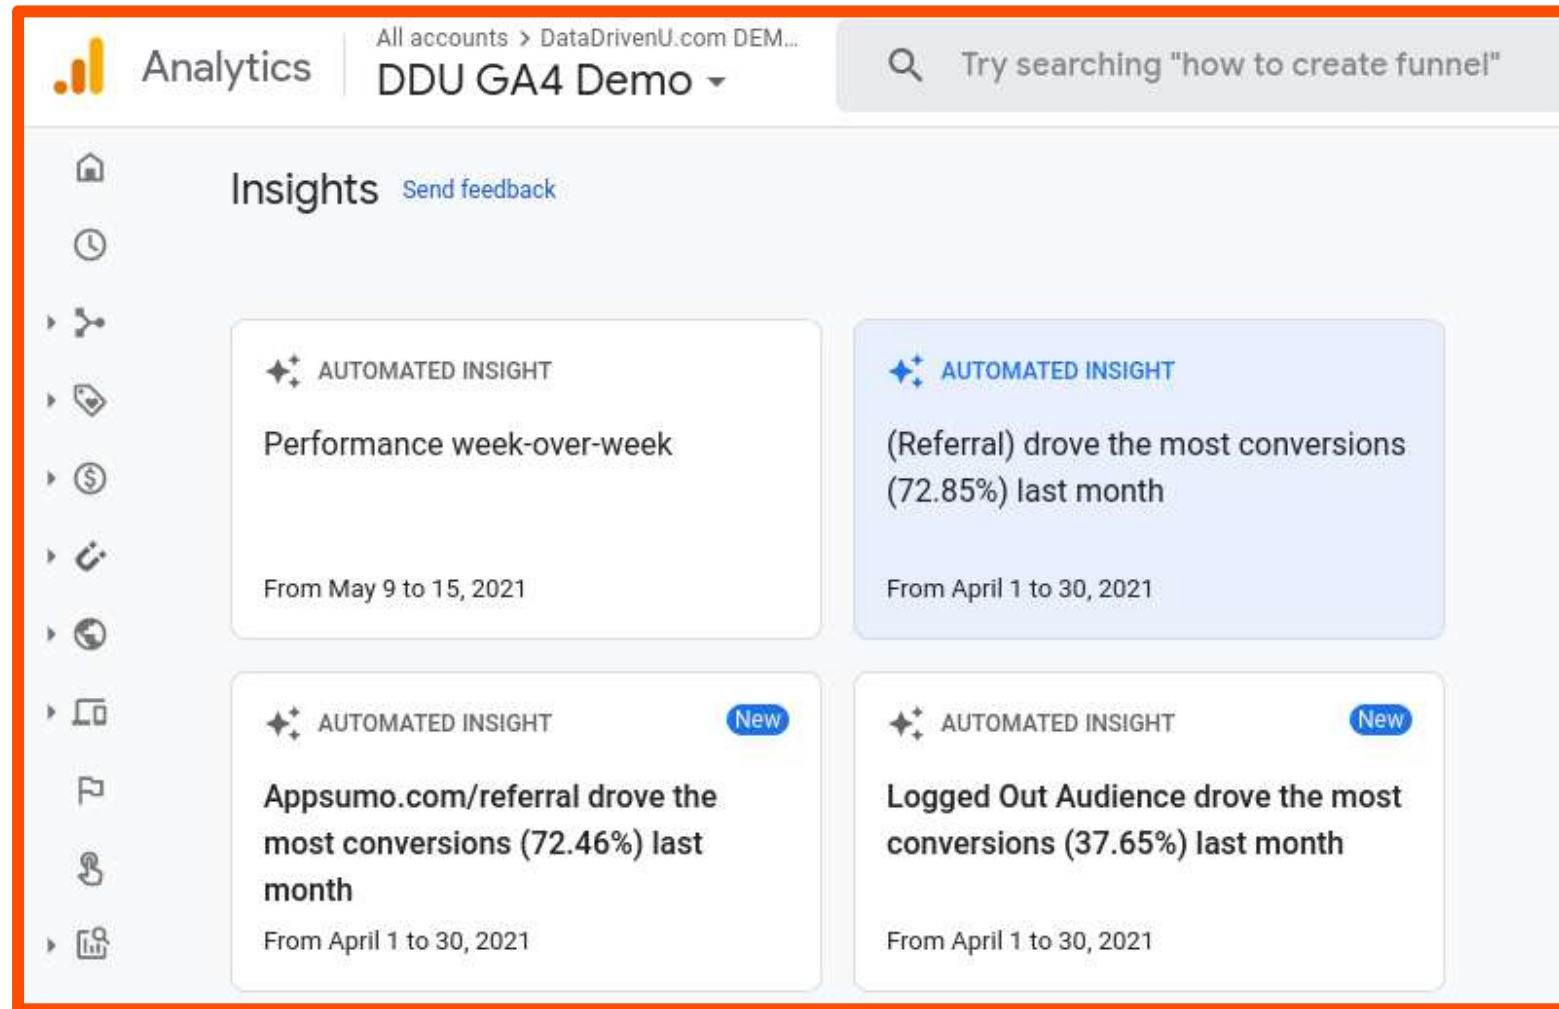 Analytics
All accounts > DataDrivenU.com DEM...
DDU GA4 Demo
Try searching "how to create funnel"
Insights Send feedback
AUTOMATED INSIGHT
Performance week-over-week
From May 9 to 15, 2021
AUTOMATED INSIGHT
(Referral) drove the most conversions
(72.85%) last month
From April 1 to 30, 2021
AUTOMATED INSIGHT New
Appsumo.com/referral drove the
most conversions (72.46%) last
month
From April 1 to 30, 2021
AUTOMATED INSIGHT New
Logged Out Audience drove the most
conversions (37.65%) last month
From April 1 to 30, 2021